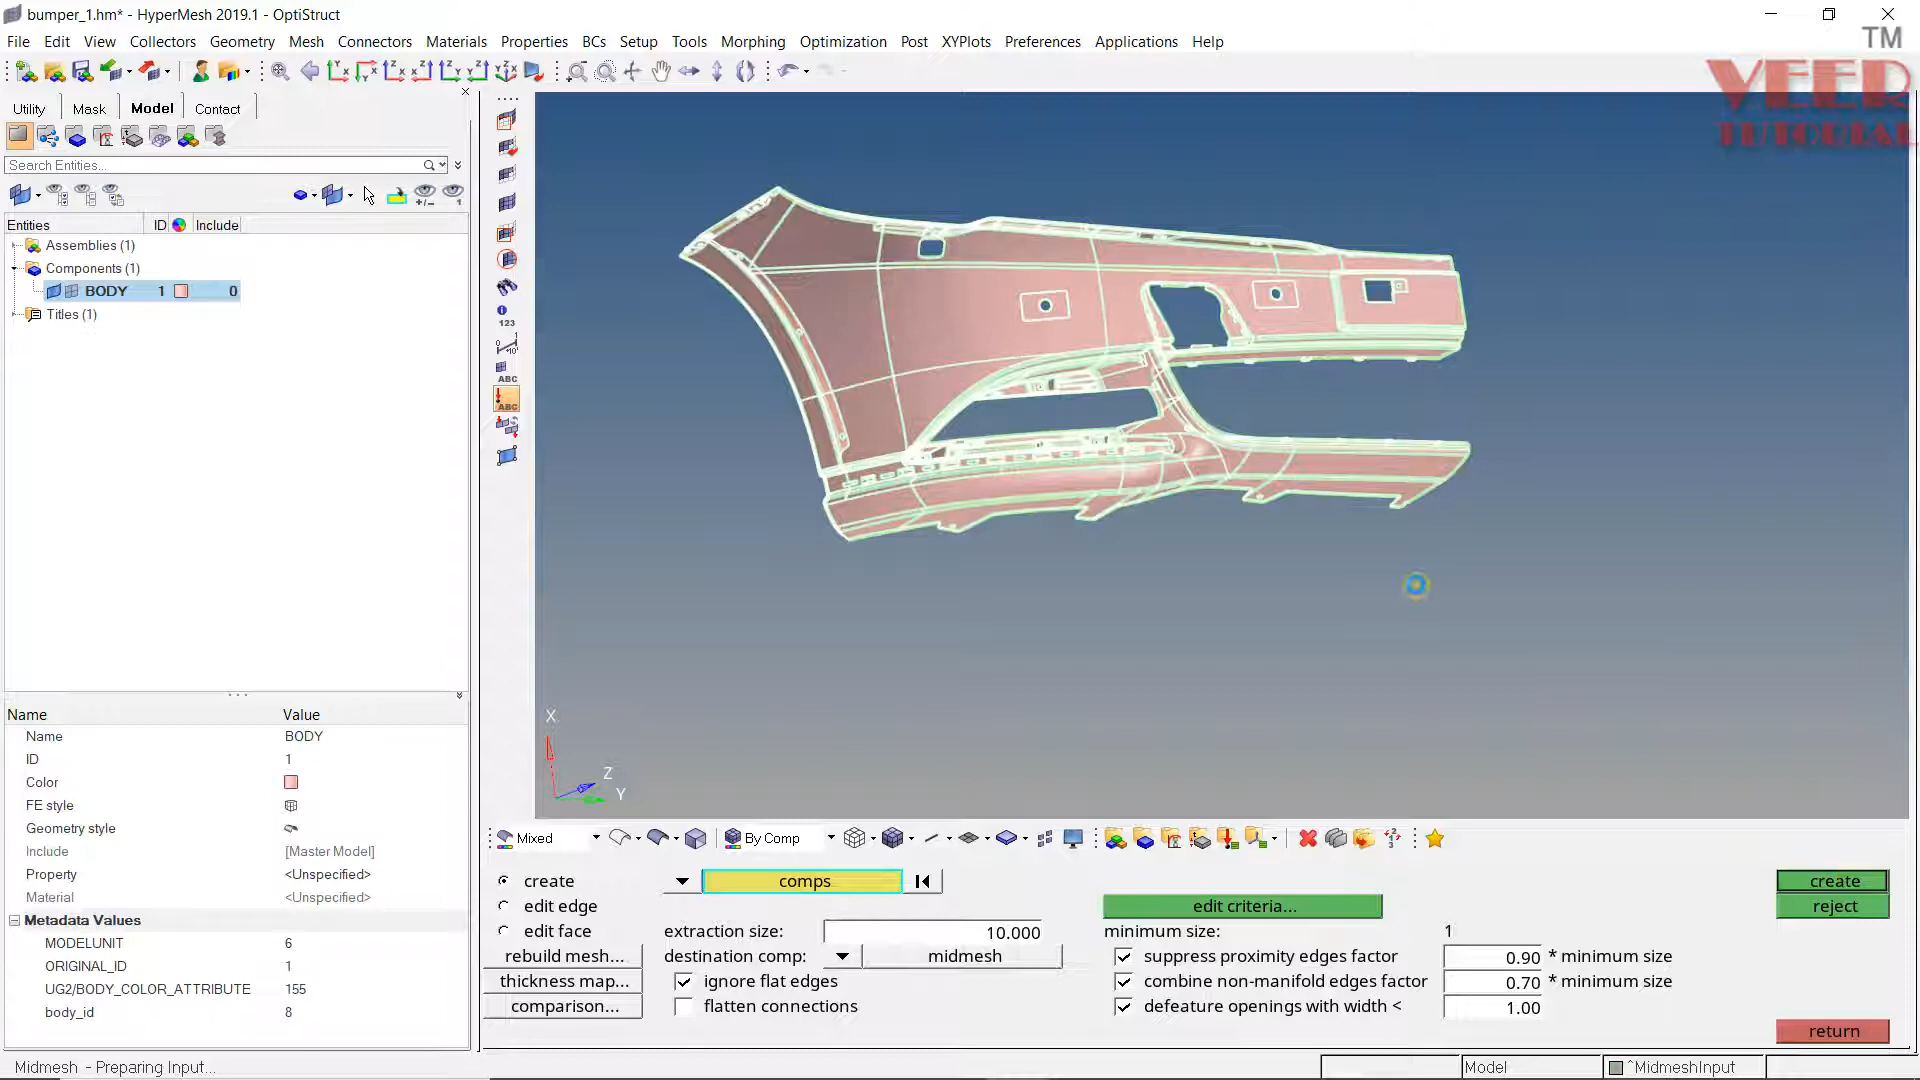 bumper_1.hm* - HyperMesh 2019.1 - OptiStruct
TM
File Edit View Collectors Geometry Mesh Connectors Materials Properties BCs Setup Tools Morphing Optimization Post XYPlots Preferences Applications Help
VEER
TUTORIAL
Utility Mask Model Contact
Search Entities...
Entities ID Include
Assemblies (1)
Components (1)
BODY 1 0
Titles (1)
123
ABC
ABC
X
Z
Y
Name Value
Name BODY
ID 1
Color
FE style
Geometry style
Include [Master Model]
Property <Unspecified>
Material <Unspecified>
Metadata Values
MODELUNIT 6
ORIGINAL_ID 1
UG2/BODY_COLOR_ATTRIBUTE 155
body_id 8
Mixed By Comp
create comps create
edit edge edit criteria... reject
edit face extraction size: 10.000 minimum size: 1
rebuild mesh... destination comp: midmesh suppress proximity edges factor 0.90 * minimum size
thickness map... ignore flat edges combine non-manifold edges factor 0.70 * minimum size
comparison... flatten connections defeature openings with width < 1.00
return
Midmesh - Preparing Input... Model ^MidmeshInput